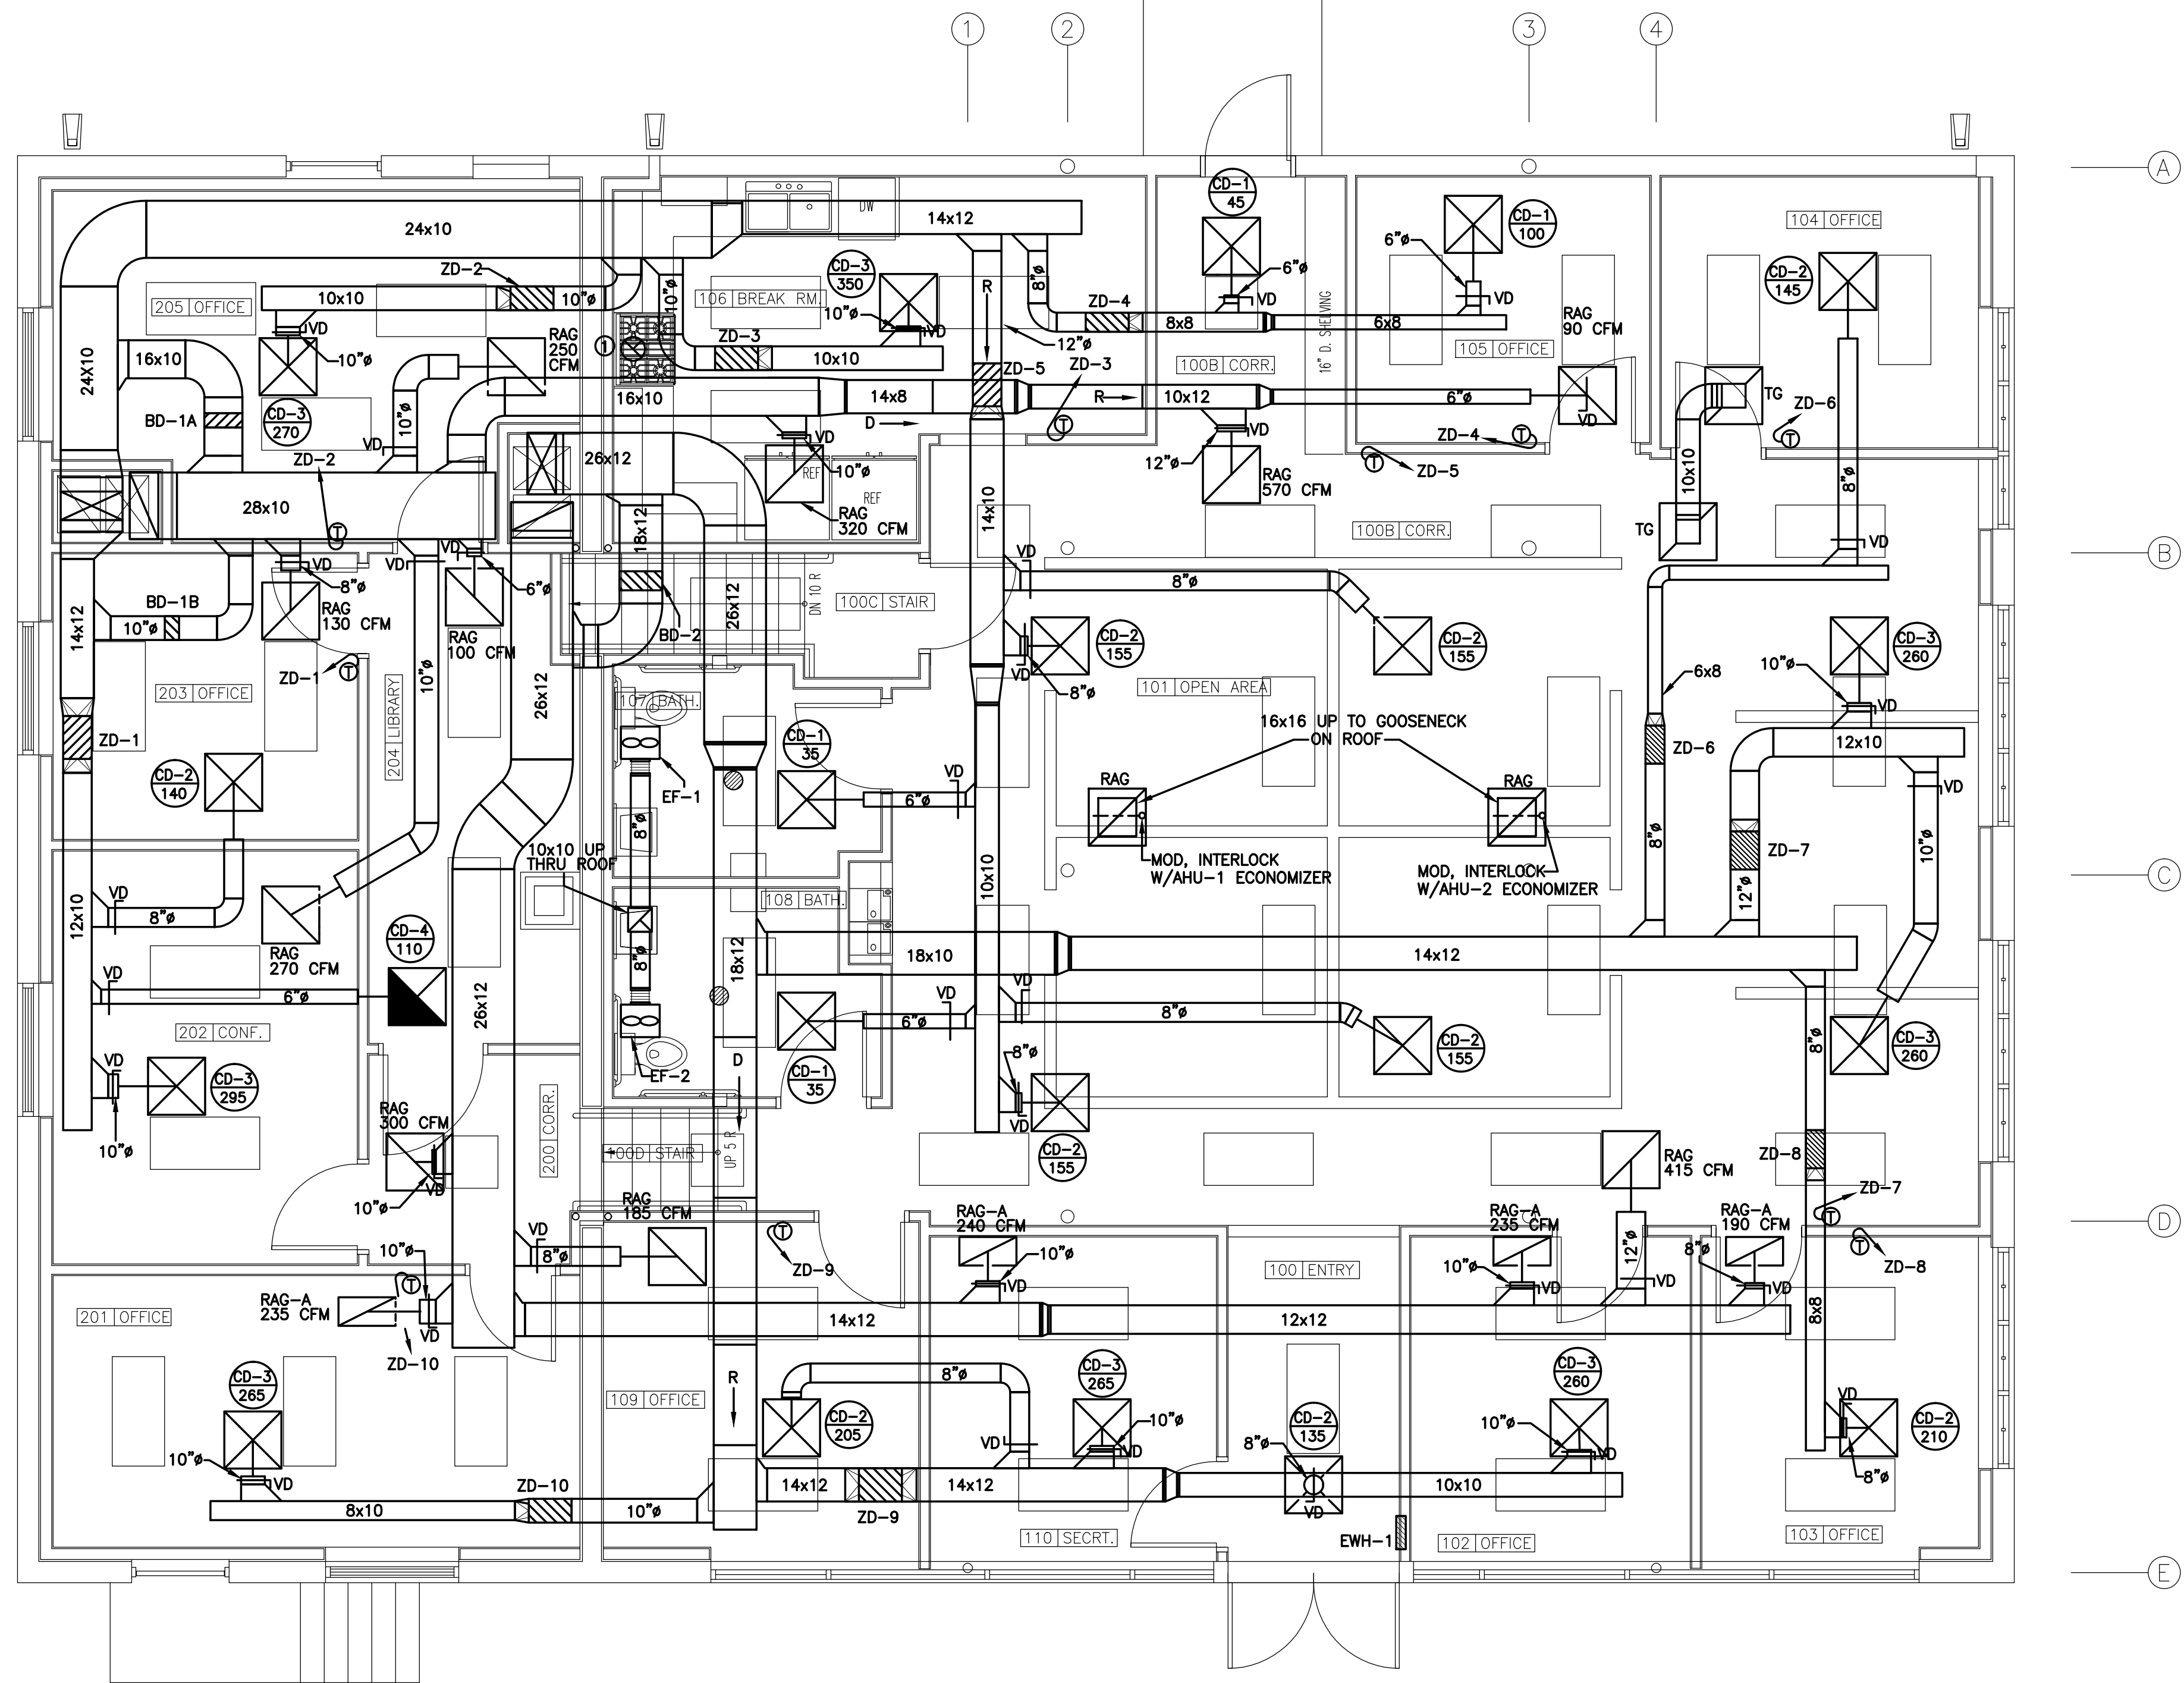 1
2
3
4
A
CD-1
45
DW
14x12
24x10
104 OFFICE
CD-1
100
6"ø
VD
CD-2
145
ZD-2
CD-3
350
10"ø
205 OFFICE
10x10
10"ø
10"ø
106 BREAK RM.
R
8"ø
6"ø
VD
ZD-4
8x8
6x8
16" D. SHELVING
RAG
90 CFM
VD
10"ø
VD
12"ø
105 OFFICE
RAG
250
CFM
1
ZD-3
10x10
16x10
24X10
ZD-5
ZD-3
100B CORR.
16x10
14x8
R
10x12
6"ø
VD
TG
ZD-6
BD-1A
CD-3
270
10"ø
D
T
ZD-4
T
T
VD
ZD-2
26x12
VD
10"ø
REF
REF
12"ø
VD
RAG
570 CFM
T
ZD-5
10x10
8"ø
28x10
RAG
320 CFM
14x10
100B CORR.
TG
VD
T
18x12
B
VD
VD
VD
8"ø
6"ø
VD
8"ø
BD-1B
10"ø
RAG
130 CFM
RAG
100 CFM
DN 10 R
100C STAIR
26x12
BD-2
14x12
CD-2
155
CD-2
155
CD-3
260
ZD-1
T
VD
8"ø
10"ø
VD
203 OFFICE
204 LIBRARY
10"ø
26x12
107 BATH.
101 OPEN AREA
6x8
16x16 UP TO GOOSENECK
ON ROOF
ZD-1
CD-1
35
ZD-6
12x10
CD-2
140
EF-1
VD
6"ø
RAG
RAG
VD
8"ø
10x10 UP
THRU ROOF
MOD, INTERLOCK
W/AHU-1 ECONOMIZER
MOD, INTERLOCK
W/AHU-2 ECONOMIZER
8"ø
ZD-7
10"ø
C
12"ø
10x10
VD
12x10
8"ø
108 BATH.
CD-4
110
RAG
270 CFM
8"ø
18x12
18x10
14x12
VD
6"ø
26x12
VD
6"ø
VD
8"ø
202 CONF.
8"ø
VD
CD-3
295
D
CD-2
155
CD-3
260
8"ø
EF-2
CD-1
35
VD
CD-2
155
10"ø
RAG
300 CFM
200 CORR.
100D STAIR
UP 5 R
RAG
415 CFM
ZD-8
10"ø
VD
ZD-7
T
RAG
185 CFM
RAG-A
240 CFM
RAG-A
235 CFM
RAG-A
190 CFM
D
VD
8"ø
T
ZD-9
10"ø
VD
12"ø
VD
8"ø
VD
T
ZD-8
10"ø
VD
10"ø
T
100 ENTRY
RAG-A
235 CFM
VD
201 OFFICE
14x12
12x12
8x8
ZD-10
CD-3
265
R
109 OFFICE
8"ø
CD-3
265
CD-3
260
CD-2
205
10"ø
VD
VD
CD-2
135
8"ø
10"ø
VD
VD
CD-2
210
10"ø
VD
ZD-10
14x12
14x12
VD
10x10
8"ø
8x10
10"ø
ZD-9
110 SECRT.
EWH-1
102 OFFICE
103 OFFICE
E